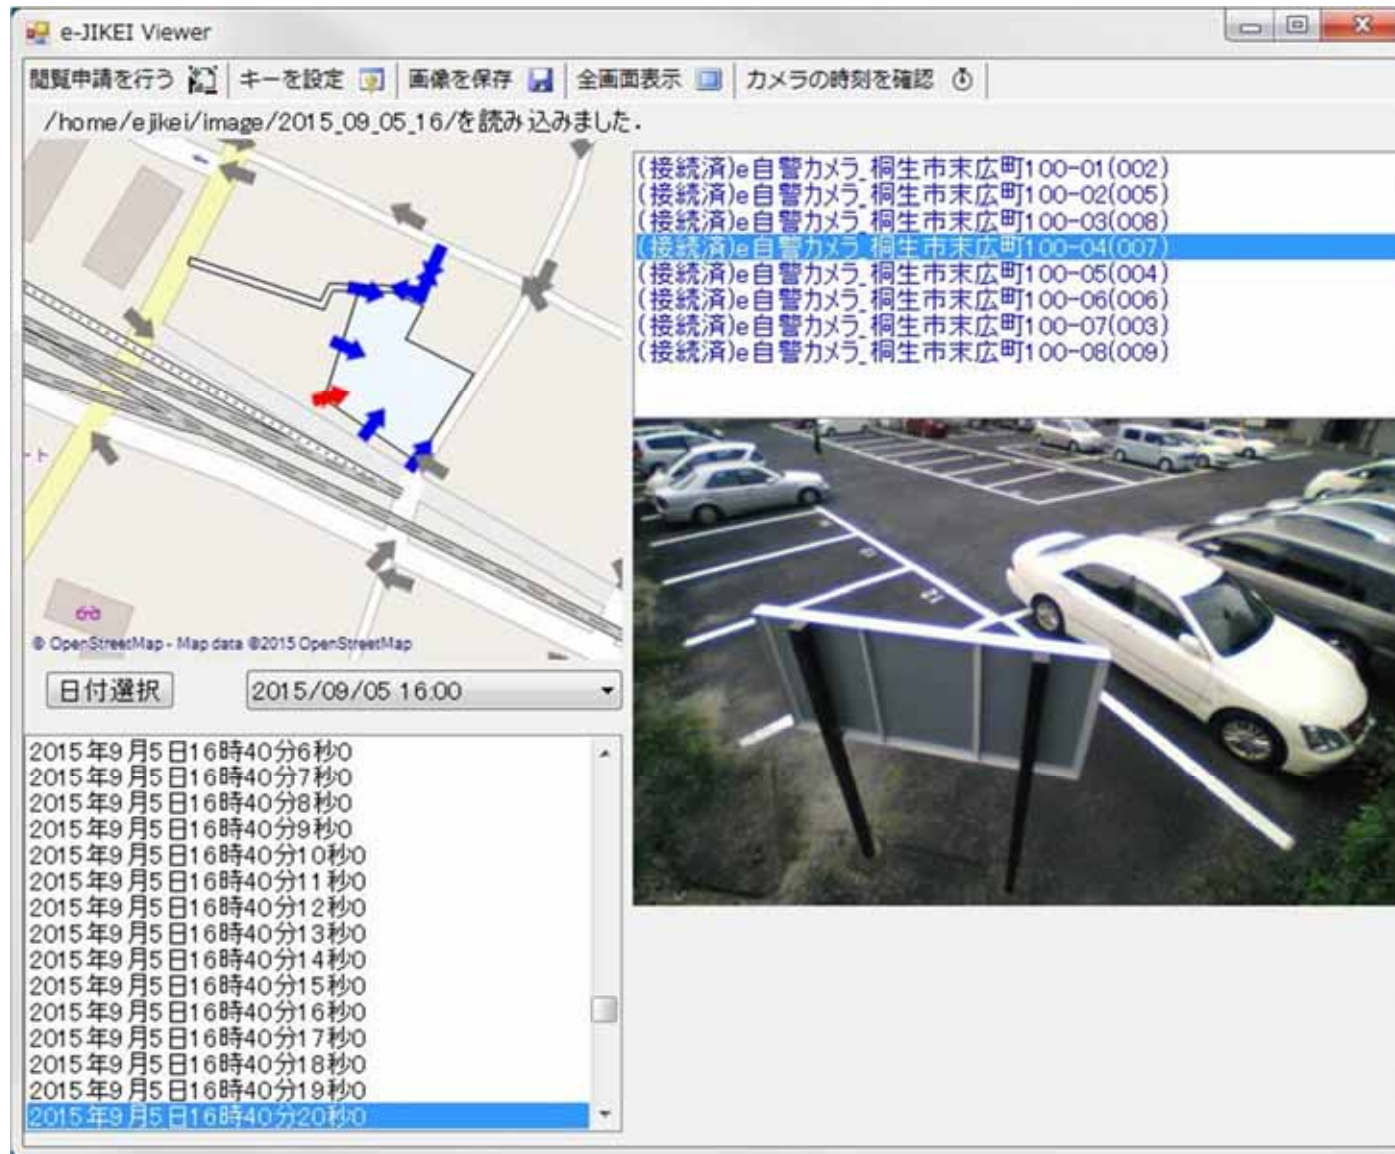 e-JIKEI Viewer
閲覧申請を行う キーを設定 画像を保存 全画面表示 カメラの時刻を確認
/home/ejikei/image/2015_09_05_16/を読み込みました.
(接続済)e自警カメラ_桐生市末広町100-01(002)
(接続済)e自警カメラ_桐生市末広町100-02(005)
(接続済)e自警カメラ_桐生市末広町100-03(008)
(接続済)e自警カメラ_桐生市末広町100-04(007)
(接続済)e自警カメラ_桐生市末広町100-05(004)
(接続済)e自警カメラ_桐生市末広町100-06(006)
(接続済)e自警カメラ_桐生市末広町100-07(003)
(接続済)e自警カメラ_桐生市末広町100-08(009)
© OpenStreetMap - Map data ©2015 OpenStreetMap
日付選択 2015/09/05 16:00
2015年9月5日16時40分6秒0
2015年9月5日16時40分7秒0
2015年9月5日16時40分8秒0
2015年9月5日16時40分9秒0
2015年9月5日16時40分10秒0
2015年9月5日16時40分11秒0
2015年9月5日16時40分12秒0
2015年9月5日16時40分13秒0
2015年9月5日16時40分14秒0
2015年9月5日16時40分15秒0
2015年9月5日16時40分16秒0
2015年9月5日16時40分17秒0
2015年9月5日16時40分18秒0
2015年9月5日16時40分19秒0
2015年9月5日16時40分20秒0